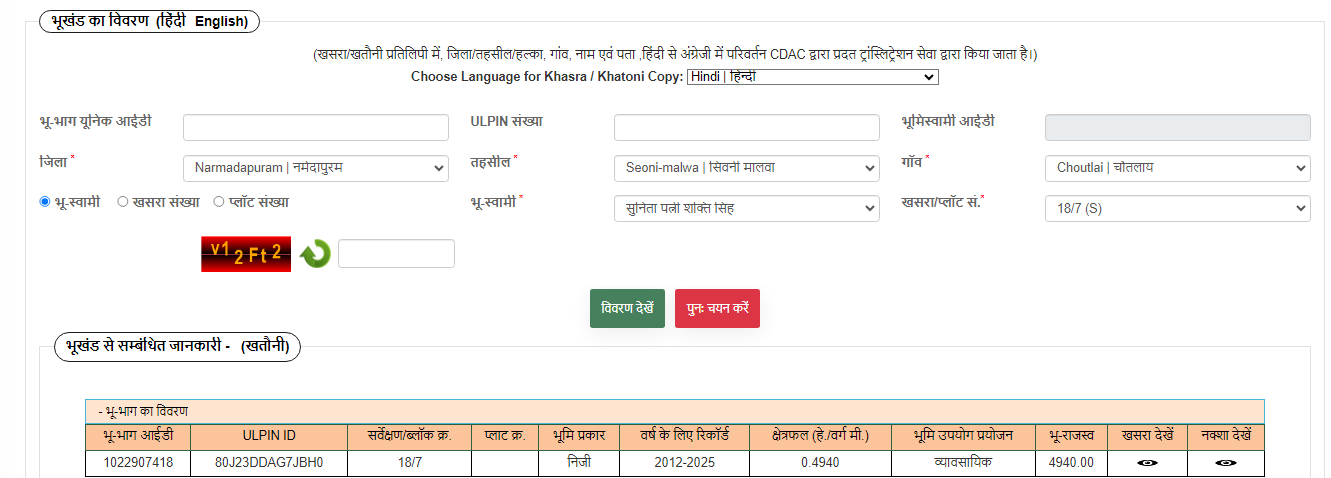 भूखंड का विवरण (हिंदी English)
(खसरा/खतौनी प्रतिलिपी में, जिला/तहसील/हल्का, गांव, नाम एवं पता ,हिंदी से अंग्रेजी में परिवर्तन CDAC द्वारा प्रदत ट्रांस्लिट्रेशन सेवा द्वारा किया जाता है।)
Choose Language for Khasra / Khatoni Copy: Hindi | हिन्दी
भू-भाग यूनिक आईडी ULPIN संख्या भूमिस्वामी आईडी
जिला * Narmadapuram | नर्मदापुरम तहसील * Seoni-malwa | सिवनी मालवा गाँव * Choutlai | चौतलाय
भू-स्वामी खसरा संख्या प्लॉट संख्या भू-स्वामी * सुनिता पत्नी शक्ति सिह खसरा/प्लॉट सं.* 18/7 (S)
v1 2 Ft 2
विवरण देखें पुनः चयन करें
भूखंड से सम्बंधित जानकारी - (खतौनी)
- भू-भाग का विवरण
भू-भाग आईडी ULPIN ID सर्वेक्षण/ब्लॉक क्र. प्लाट क्र. भूमि प्रकार वर्ष के लिए रिकॉर्ड क्षेत्रफल (हे./वर्ग मी.) भूमि उपयोग प्रयोजन भू-राजस्व खसरा देखें नक्शा देखें
1022907418 80J23DDAG7JBH0 18/7 निजी 2012-2025 0.4940 व्यावसायिक 4940.00